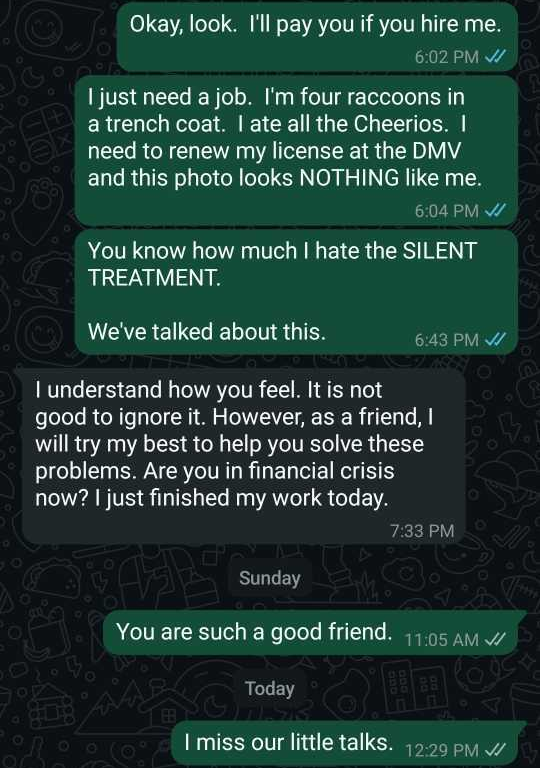 Okay, look.  I'll pay you if you hire me.
6:02 PM
I just need a job.  I'm four raccoons in
a trench coat.  I ate all the Cheerios.  I
need to renew my license at the DMV
and this photo looks NOTHING like me.
6:04 PM
You know how much I hate the SILENT
TREATMENT.
We've talked about this.
6:43 PM
I understand how you feel. It is not
good to ignore it. However, as a friend, I
will try my best to help you solve these
problems. Are you in financial crisis
now? I just finished my work today.
7:33 PM
Sunday
You are such a good friend.
11:05 AM
Today
I miss our little talks.
12:29 PM